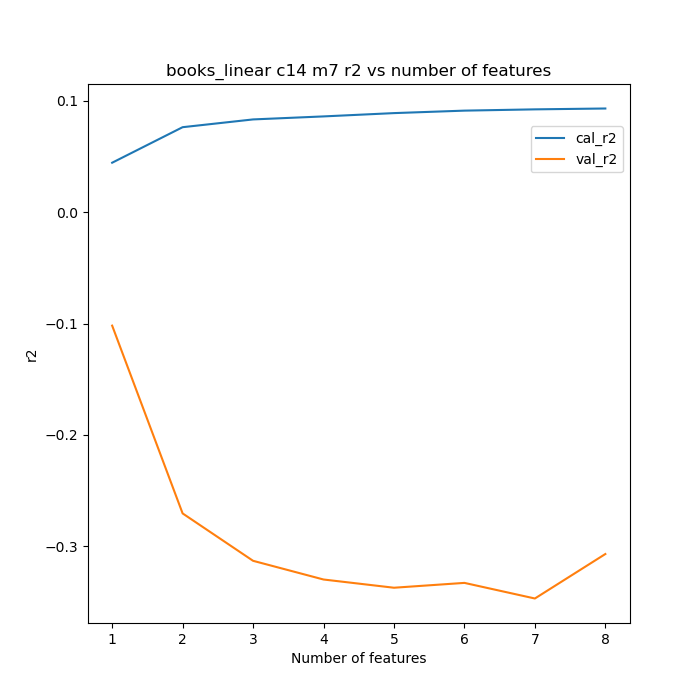 books_linear c14 m7 r2 vs number of features
0.1
cal_r2
val_r2
0.0
−0.1
r2
−0.2
−0.3
1 2 3 4 5 6 7 8
Number of features